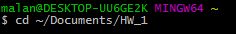 malan@DESKTOP-UU6GE2K MINGW64 ~
$ cd ~/Documents/HW_1